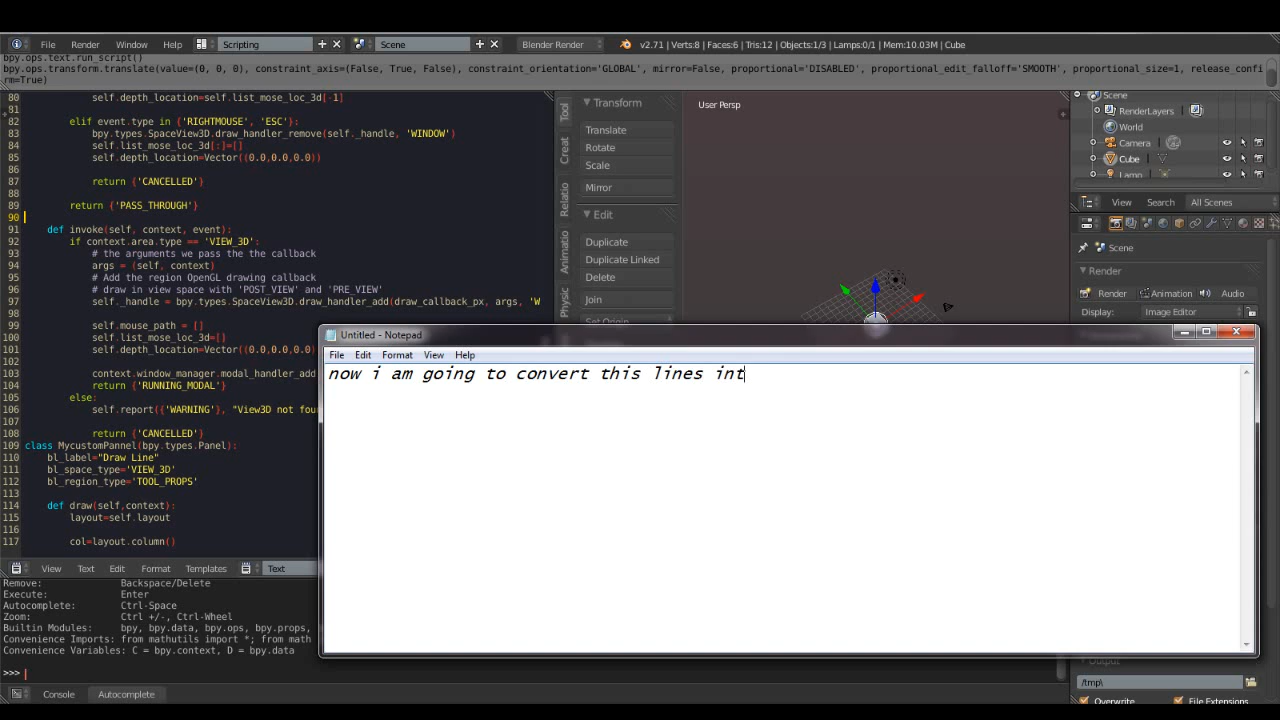 File Render Window Help Scripting Scene Blender Render v2.71 | Verts:8 | Faces:6 | Tris:12 | Objects:1/3 | Lamps:0/1 | Mem:10.03M | Cube
bpy.ops.text.run_script()
bpy.ops.transform.translate(value=(0, 0, 0), constraint_axis=(False, True, False), constraint_orientation='GLOBAL', mirror=False, proportional='DISABLED', proportional_edit_falloff='SMOOTH', proportional_size=1, release_confi
rm=True)
80 self.depth_location=self.list_mose_loc_3d[-1]
81
82 elif event.type in {'RIGHTMOUSE', 'ESC'}:
83 bpy.types.SpaceView3D.draw_handler_remove(self._handle, 'WINDOW')
84 self.list_mose_loc_3d[:]=[]
85 self.depth_location=Vector((0.0,0.0,0.0))
86
87 return {'CANCELLED'}
88
89 return {'PASS_THROUGH'}
90
91 def invoke(self, context, event):
92 if context.area.type == 'VIEW_3D':
93 # the arguments we pass the the callback
94 args = (self, context)
95 # Add the region OpenGL drawing callback
96 # draw in view space with 'POST_VIEW' and 'PRE_VIEW'
97 self._handle = bpy.types.SpaceView3D.draw_handler_add(draw_callback_px, args, 'W
98
99 self.mouse_path = []
100 self.list_mose_loc_3d=[]
101 self.depth_location=Vector((0.0,0.0,0.0)
102
103 context.window_manager.modal_handler_add
104 return {'RUNNING_MODAL'}
105 else:
106 self.report({'WARNING'}, "View3D not fou
107
108 return {'CANCELLED'}
109 class MycustomPannel(bpy.types.Panel):
110 bl_label="Draw Line"
111 bl_space_type='VIEW_3D'
112 bl_region_type='TOOL_PROPS'
113
114 def draw(self,context):
115 layout=self.layout
116
117 col=layout.column()
View Text Edit Format Templates Text
Remove: Backspace/Delete
Execute: Enter
Autocomplete: Ctrl-Space
Zoom: Ctrl +/-, Ctrl-Wheel
Builtin Modules: bpy, bpy.data, bpy.ops, bpy.props,
Convenience Imports: from mathutils import *; from math
Convenience Variables: C = bpy.context, D = bpy.data
>>>
Console Autocomplete
Tool
Creat
Relatio
Animatio
Physic
Transform
Translate
Rotate
Scale
Mirror
Edit
Duplicate
Duplicate Linked
Delete
Join
Set Origin
User Persp
Untitled - Notepad
File Edit Format View Help
now i am going to convert this lines int
Scene
RenderLayers
World
Camera
Cube
Lamp
View Search All Scenes
Scene
Render
Render Animation Audio
Display: Image Editor
Output
/tmp\
Overwrite File Extensions